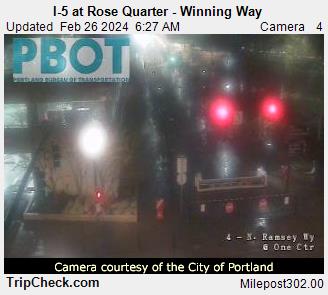 I-5 at Rose Quarter - Winning Way
Updated Feb 26 2024 6:27 AM Camera 4
PBOT
PORTLAND BUREAU OF TRANSPORTATION
4 - N. Ramsey Wy
@ One Ctr
Camera courtesy of the City of Portland
TripCheck.com Milepost302.00